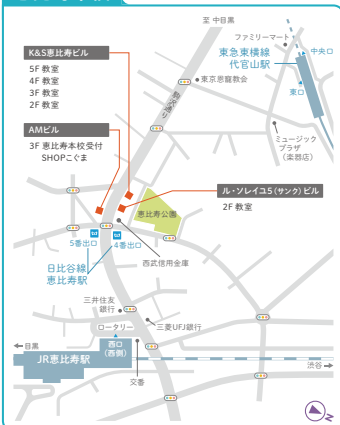 至 中目黒
ファミリーマート
東急東横線
代官山駅
中央口
東口
K&S恵比寿ビル
5F 教室
4F 教室
3F 教室
2F 教室
東京恩寵教会
駒沢通り
AMビル
3F 恵比寿本校受付
SHOPこぐま
ミュージック
プラザ
(楽器店)
ル・ソレイユ5(サンク)ビル
2F 教室
恵比寿公園
5番出口
4番出口
日比谷線
恵比寿駅
西武信用金庫
三井住友
銀行
ロータリー
三菱UFJ銀行
目黒
JR恵比寿駅
西口
(西側)
交番
渋谷
N